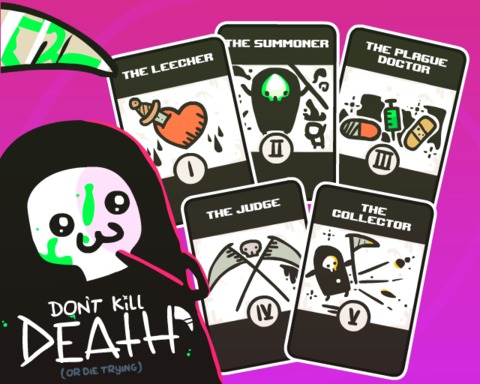 THE LEECHER
I
THE SUMMONER
II
THE PLAGUE
DOCTOR
III
THE JUDGE
IV
THE
COLLECTOR
V
DON'T KILL
DEATH
(OR DIE TRYING)